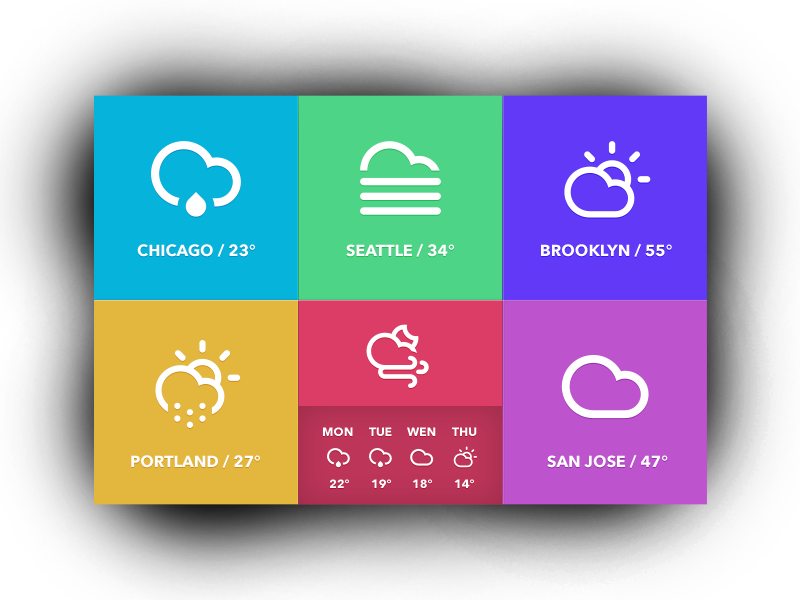 CHICAGO / 23°
SEATTLE / 34°
BROOKLYN / 55°
PORTLAND / 27°
MON TUE WEN THU
22° 19° 18° 14°
SAN JOSE / 47°